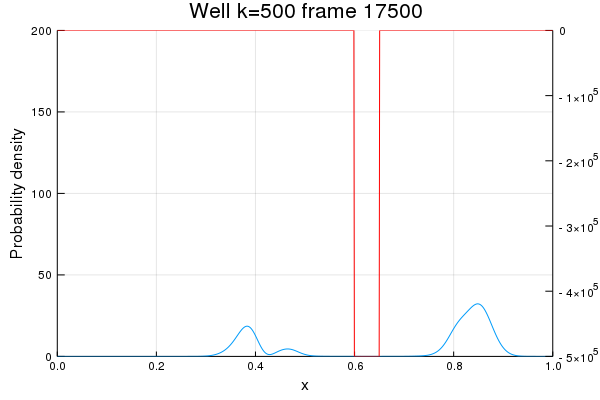 Well k=500 frame 17500
200
150
100
50
0
Probability density
0
- 1×10⁵
- 2×10⁵
- 3×10⁵
- 4×10⁵
- 5×10⁵
0.0 0.2 0.4 0.6 0.8 1.0
x